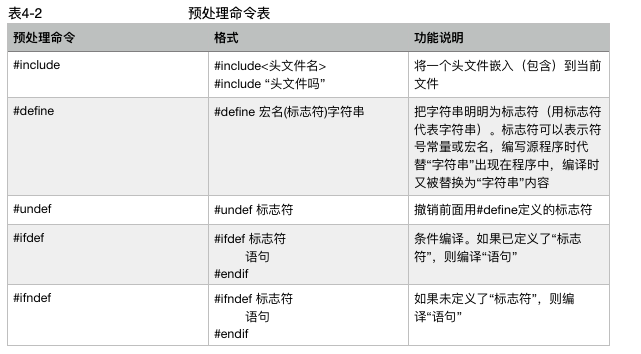 表4-2 预处理命令表
预处理命令 格式 功能说明
#include #include<头文件名> 将一个头文件嵌入（包含）到当前
#include “头文件吗” 文件
#define #define 宏名(标志符)字符串 把字符串明明为标志符（用标志符
代表字符串）。标志符可以表示符
号常量或宏名，编写源程序时代
替“字符串”出现在程序中，编译时
又被替换为“字符串”内容
#undef #undef 标志符 撤销前面用#define定义的标志符
#ifdef #ifdef 标志符 条件编译。如果已定义了“标志
语句 符”，则编译“语句”
#endif
#ifndef #ifndef 标志符 如果未定义了“标志符”，则编
语句 译“语句”
#endif